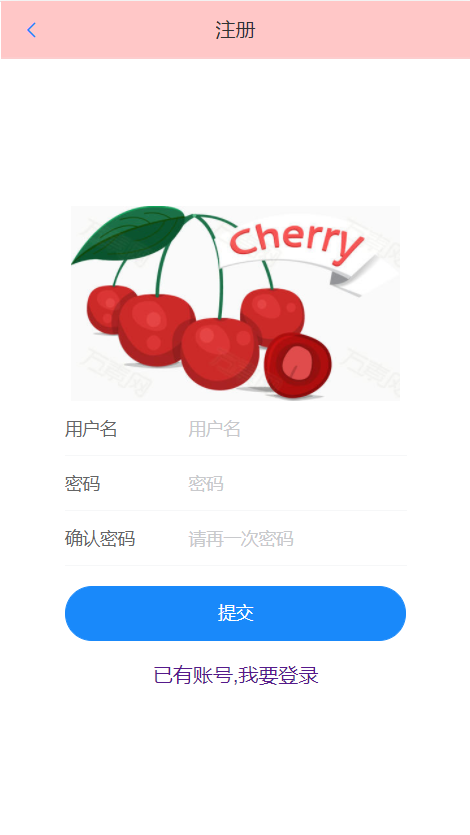 注册
Cherry
用户名 用户名
密码 密码
确认密码 请再一次密码
提交
已有账号,我要登录